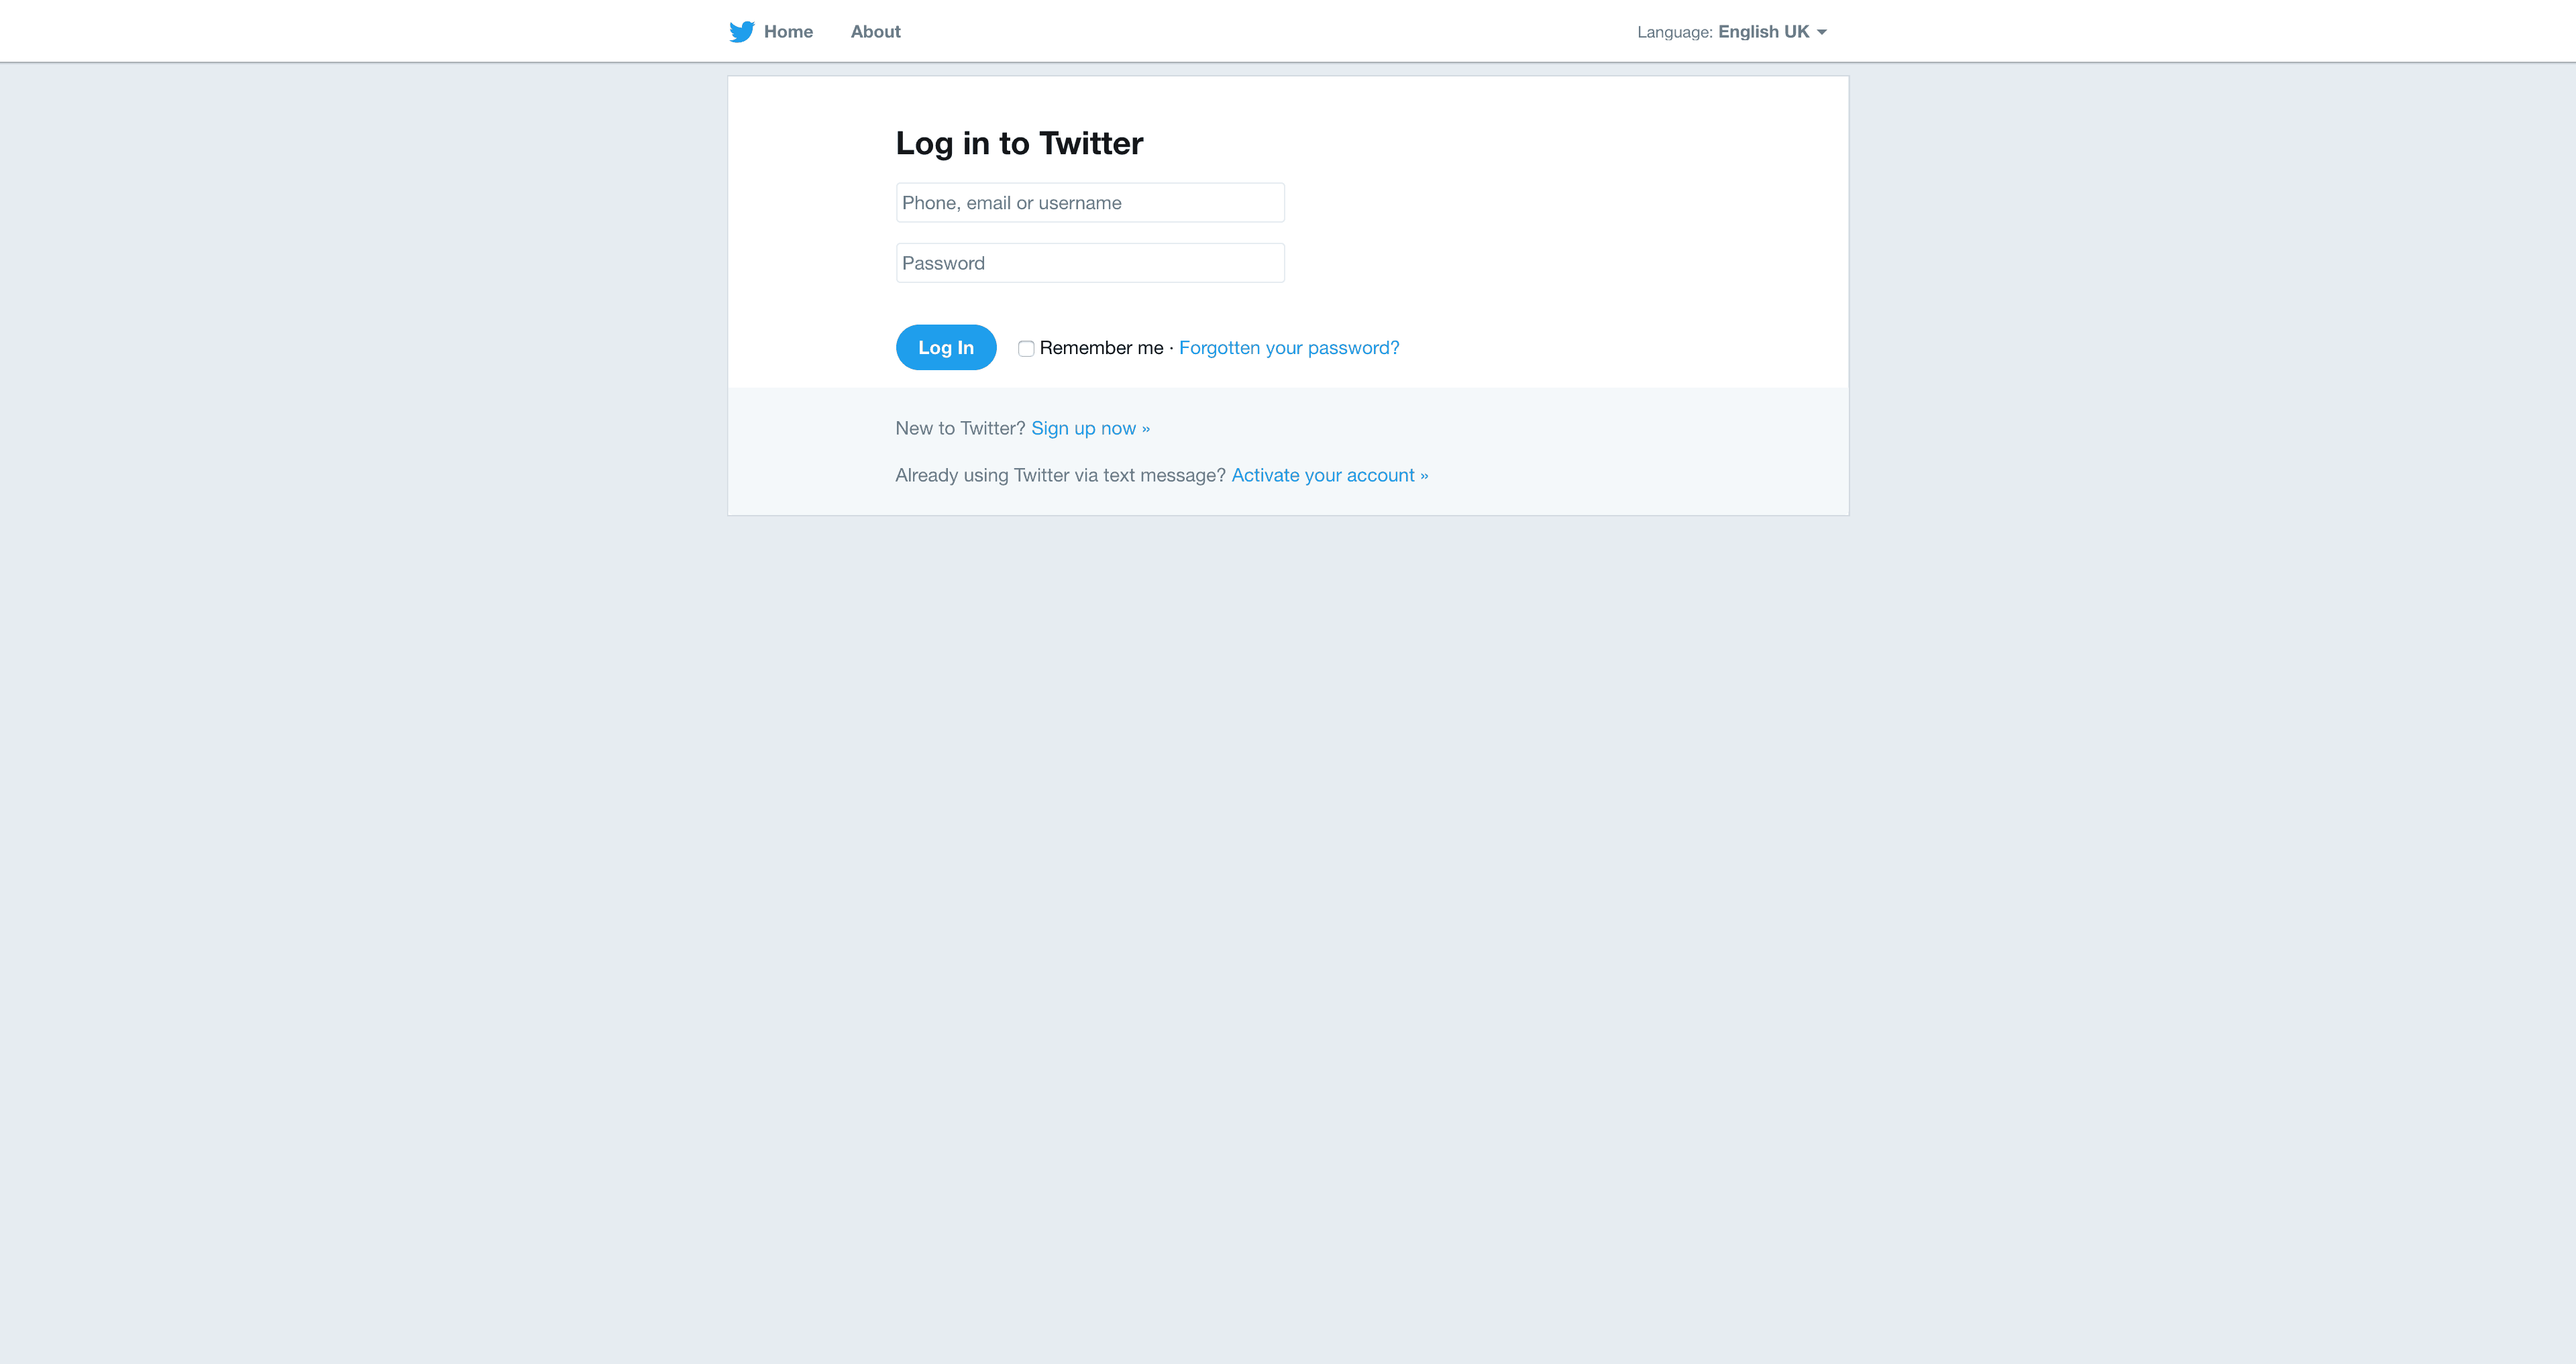 Home About Language: English UK
Log in to Twitter
Phone, email or username
Password
Log In Remember me · Forgotten your password?
New to Twitter? Sign up now »
Already using Twitter via text message? Activate your account »